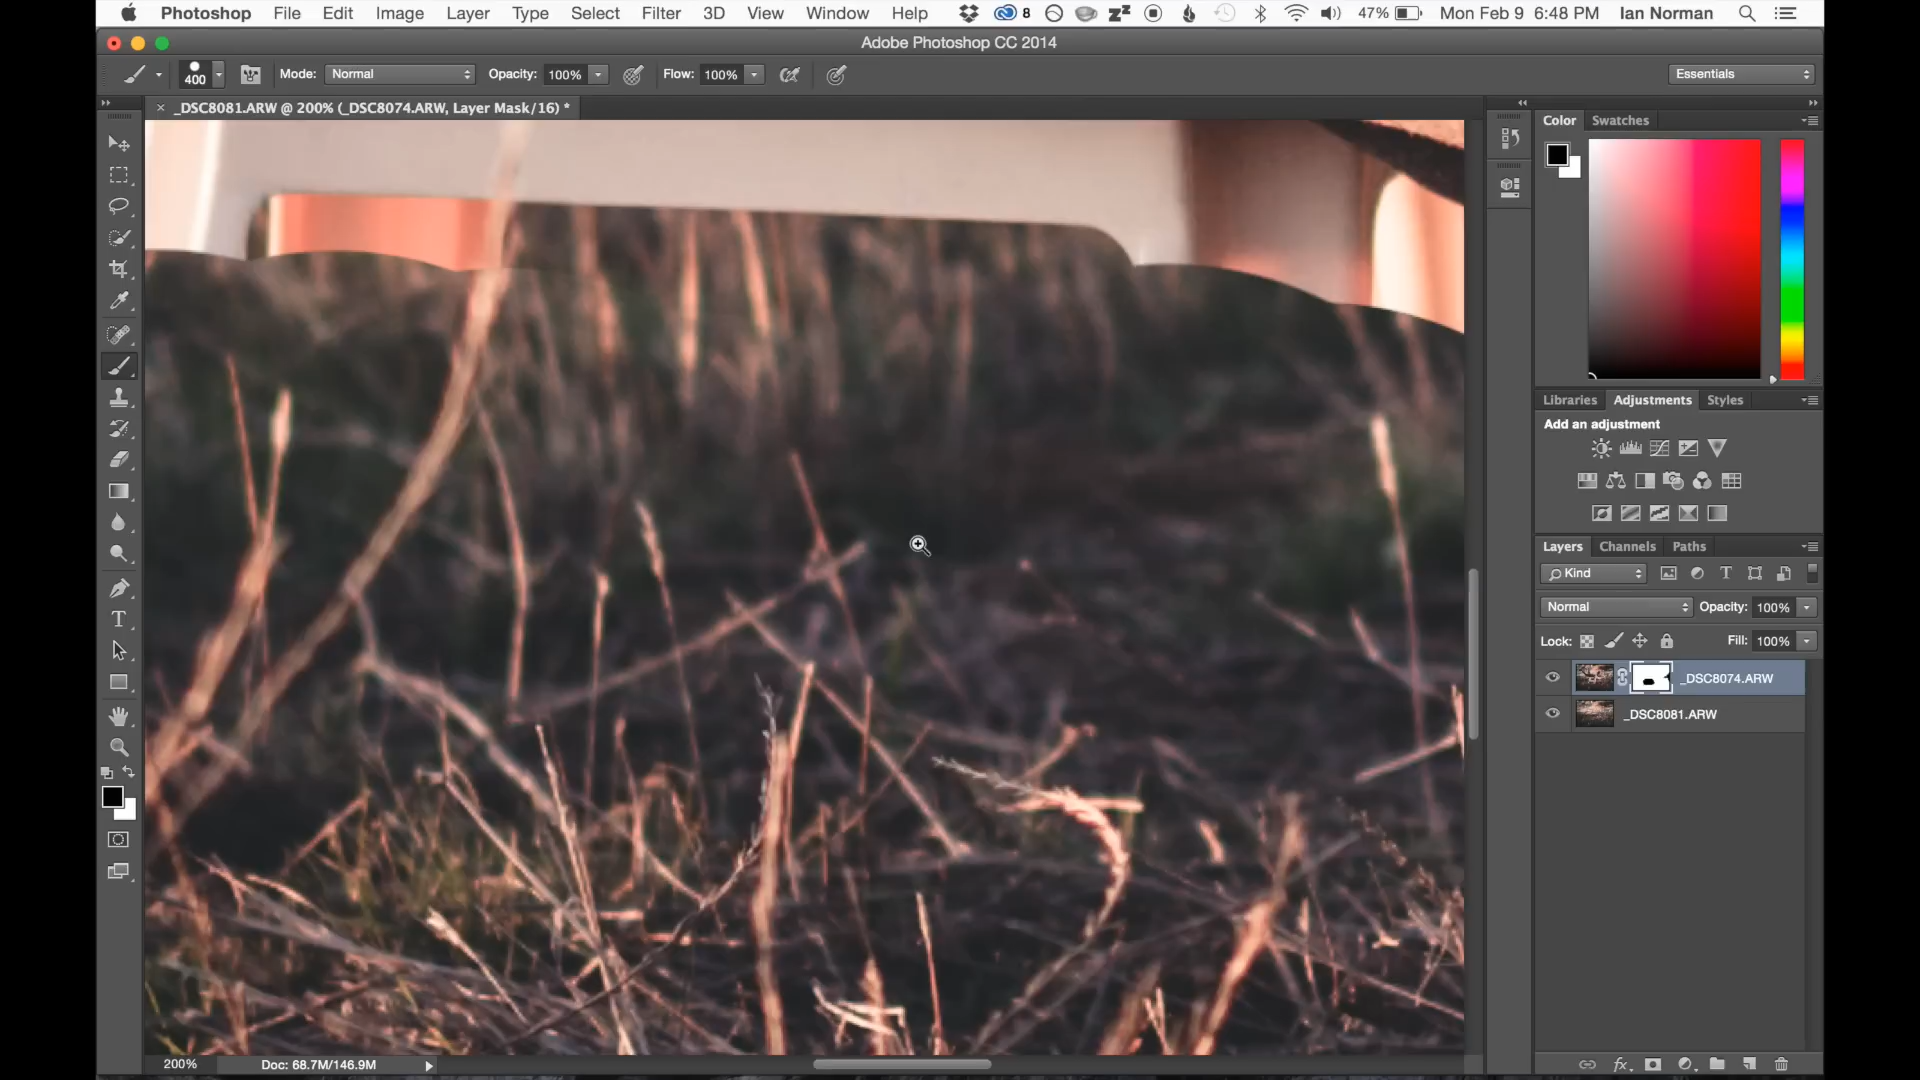 Photoshop File Edit Image Layer Type Select Filter 3D View Window Help 8 47% Mon Feb 9 6:48 PM Ian Norman
Adobe Photoshop CC 2014
400 Mode: Normal Opacity: 100% Flow: 100% Essentials
_DSC8081.ARW @ 200% (_DSC8074.ARW, Layer Mask/16) *
Color Swatches
Libraries Adjustments Styles
Add an adjustment
Layers Channels Paths
Kind
Normal Opacity: 100%
Lock: Fill: 100%
_DSC8074.ARW
_DSC8081.ARW
200% Doc: 68.7M/146.9M